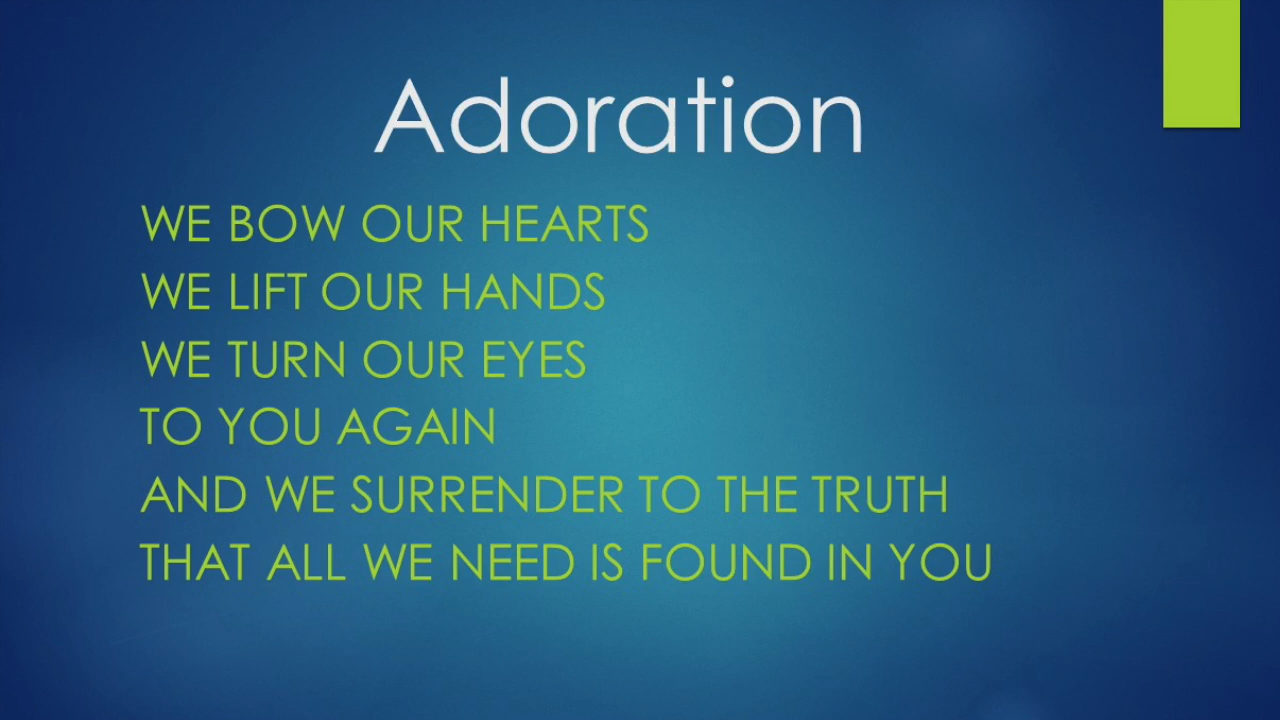 Adoration
WE BOW OUR HEARTS
WE LIFT OUR HANDS
WE TURN OUR EYES
TO YOU AGAIN
AND WE SURRENDER TO THE TRUTH
THAT ALL WE NEED IS FOUND IN YOU